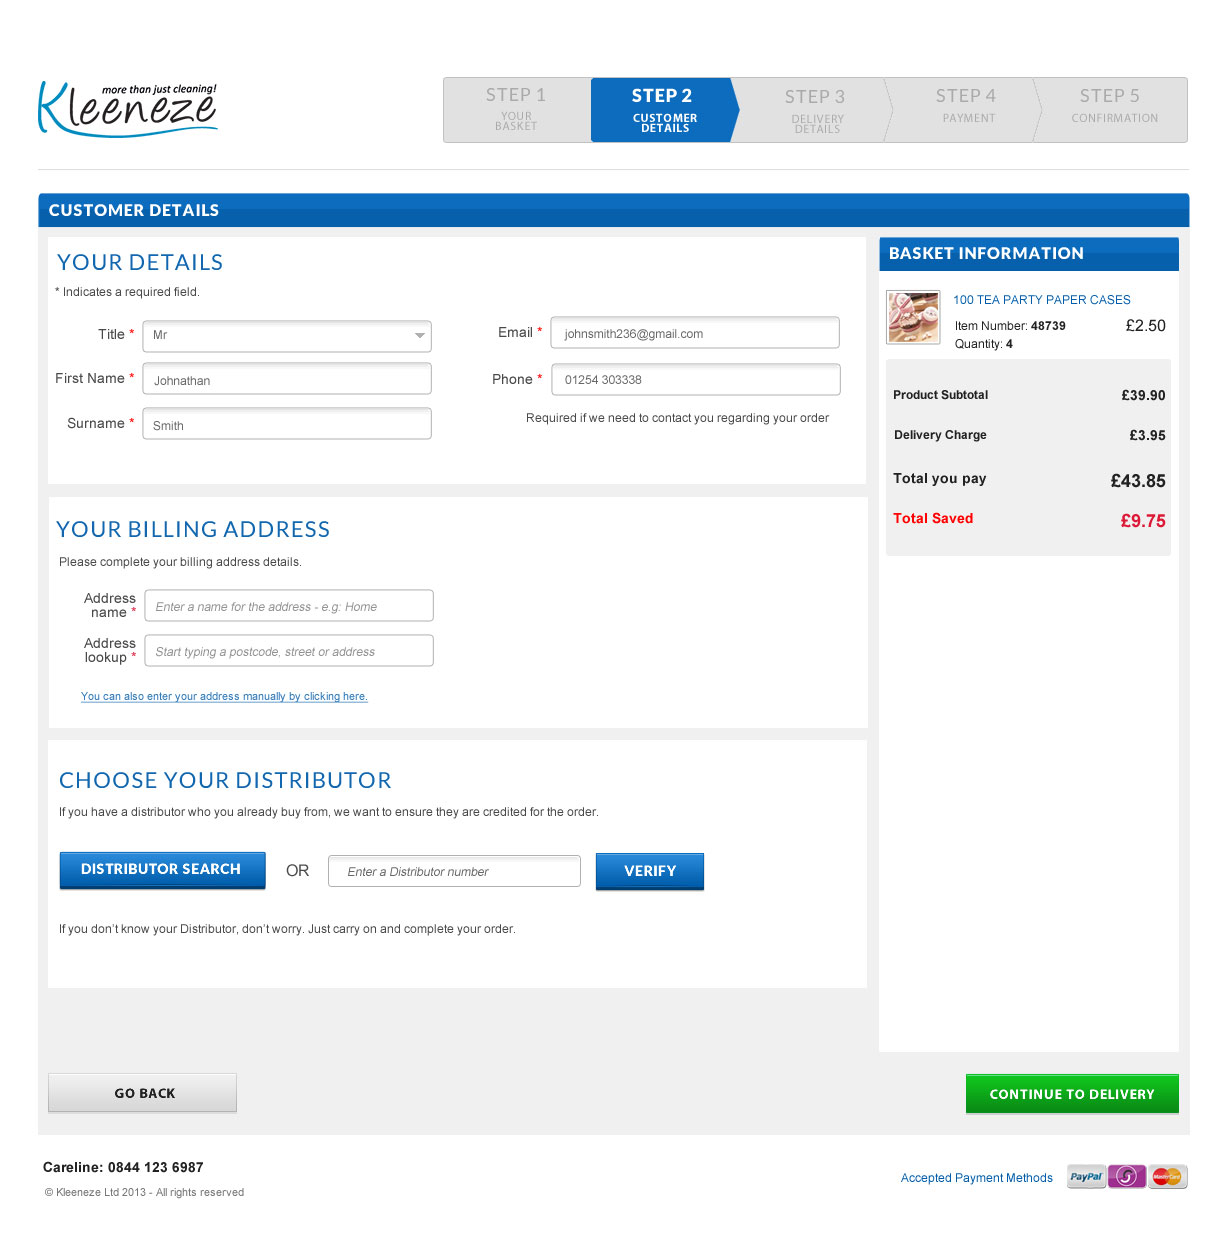 more than just cleaning!
Kleeneze
STEP 1
YOUR
BASKET
STEP 2
CUSTOMER
DETAILS
STEP 3
DELIVERY
DETAILS
STEP 4
PAYMENT
STEP 5
CONFIRMATION
CUSTOMER DETAILS
YOUR DETAILS
* Indicates a required field.
Title * Mr
First Name * Johnathan
Surname * Smith
Email * johnsmith236@gmail.com
Phone * 01254 303338
Required if we need to contact you regarding your order
YOUR BILLING ADDRESS
Please complete your billing address details.
Address
name * Enter a name for the address - e.g: Home
Address
lookup * Start typing a postcode, street or address
You can also enter your address manually by clicking here.
CHOOSE YOUR DISTRIBUTOR
If you have a distributor who you already buy from, we want to ensure they are credited for the order.
DISTRIBUTOR SEARCH OR Enter a Distributor number VERIFY
If you don't know your Distributor, don't worry. Just carry on and complete your order.
BASKET INFORMATION
100 TEA PARTY PAPER CASES
Item Number: 48739 £2.50
Quantity: 4
Product Subtotal £39.90
Delivery Charge £3.95
Total you pay £43.85
Total Saved £9.75
GO BACK
CONTINUE TO DELIVERY
Careline: 0844 123 6987
© Kleeneze Ltd 2013 - All rights reserved
Accepted Payment Methods PayPal MasterCard